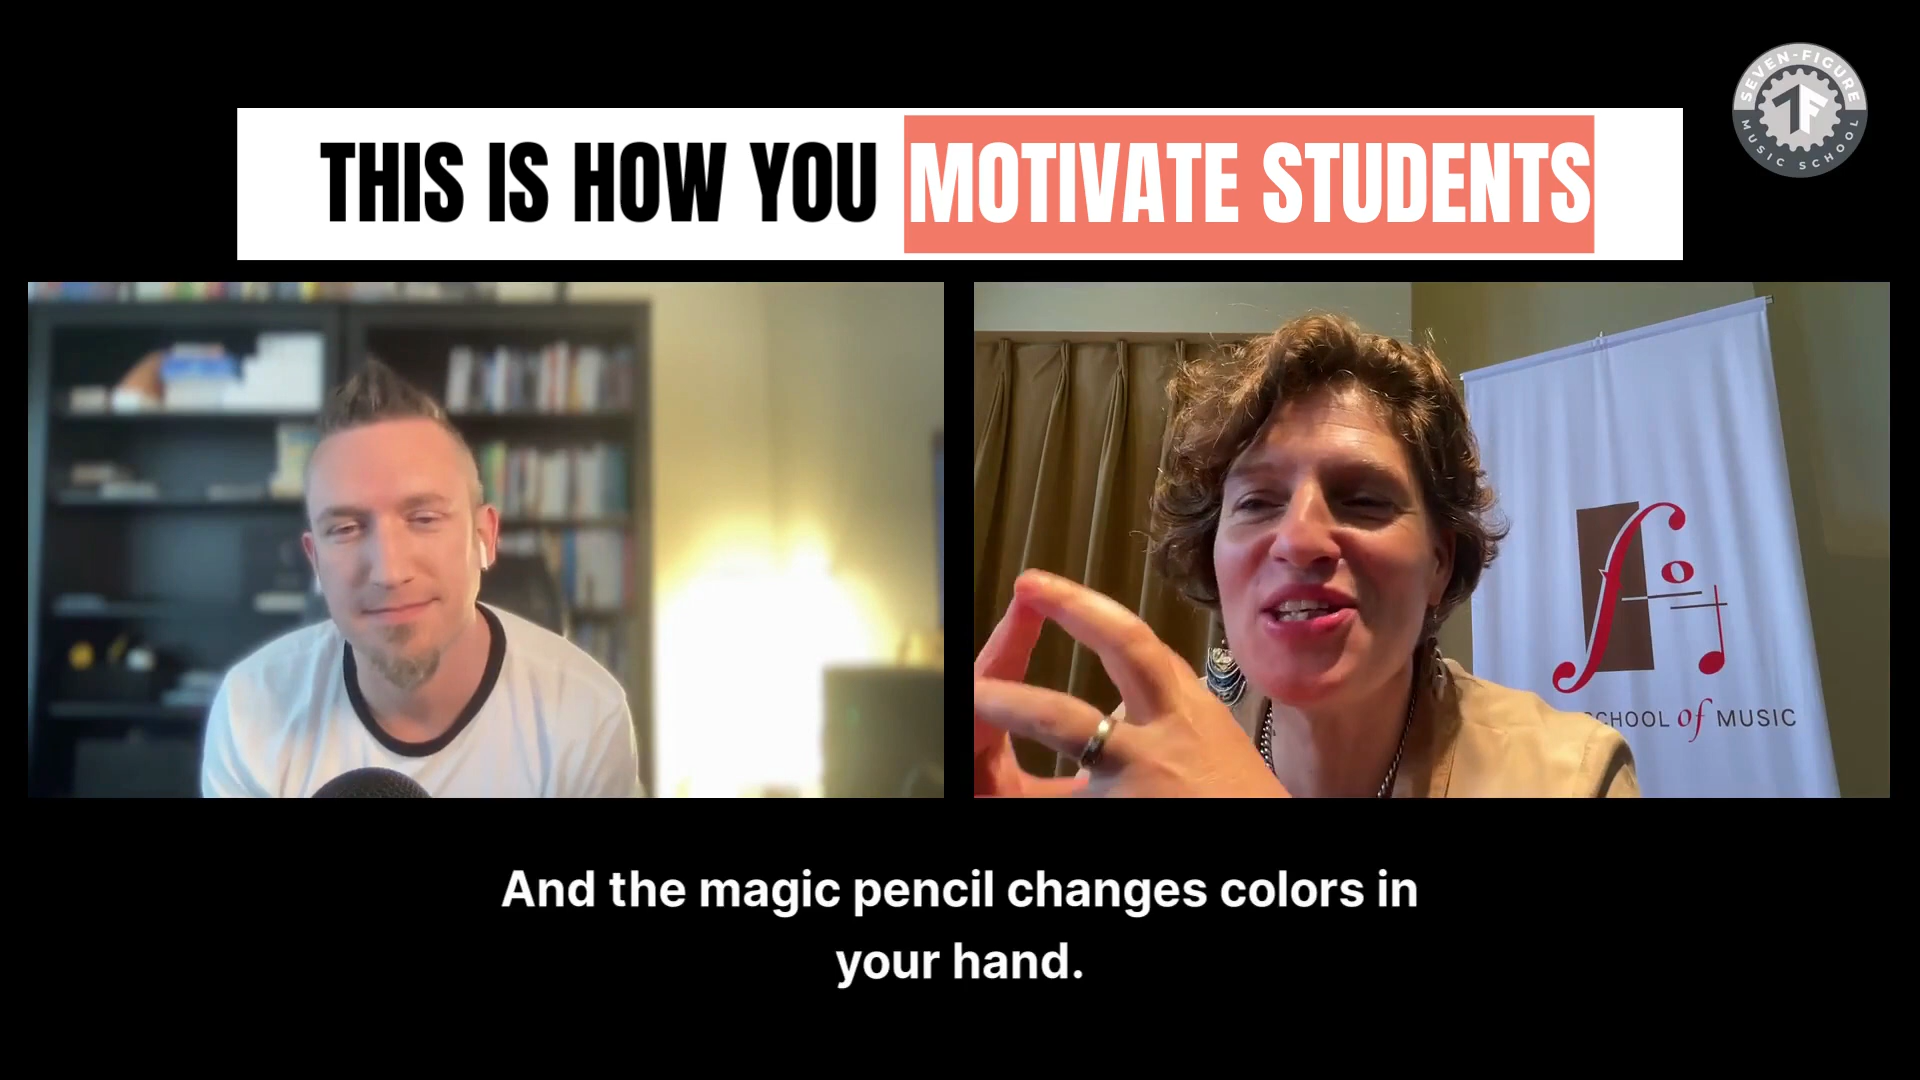 SEVEN-FIGURE
7F
MUSIC SCHOOL
THIS IS HOW YOU MOTIVATE STUDENTS
SCHOOL of MUSIC
And the magic pencil changes colors in
your hand.